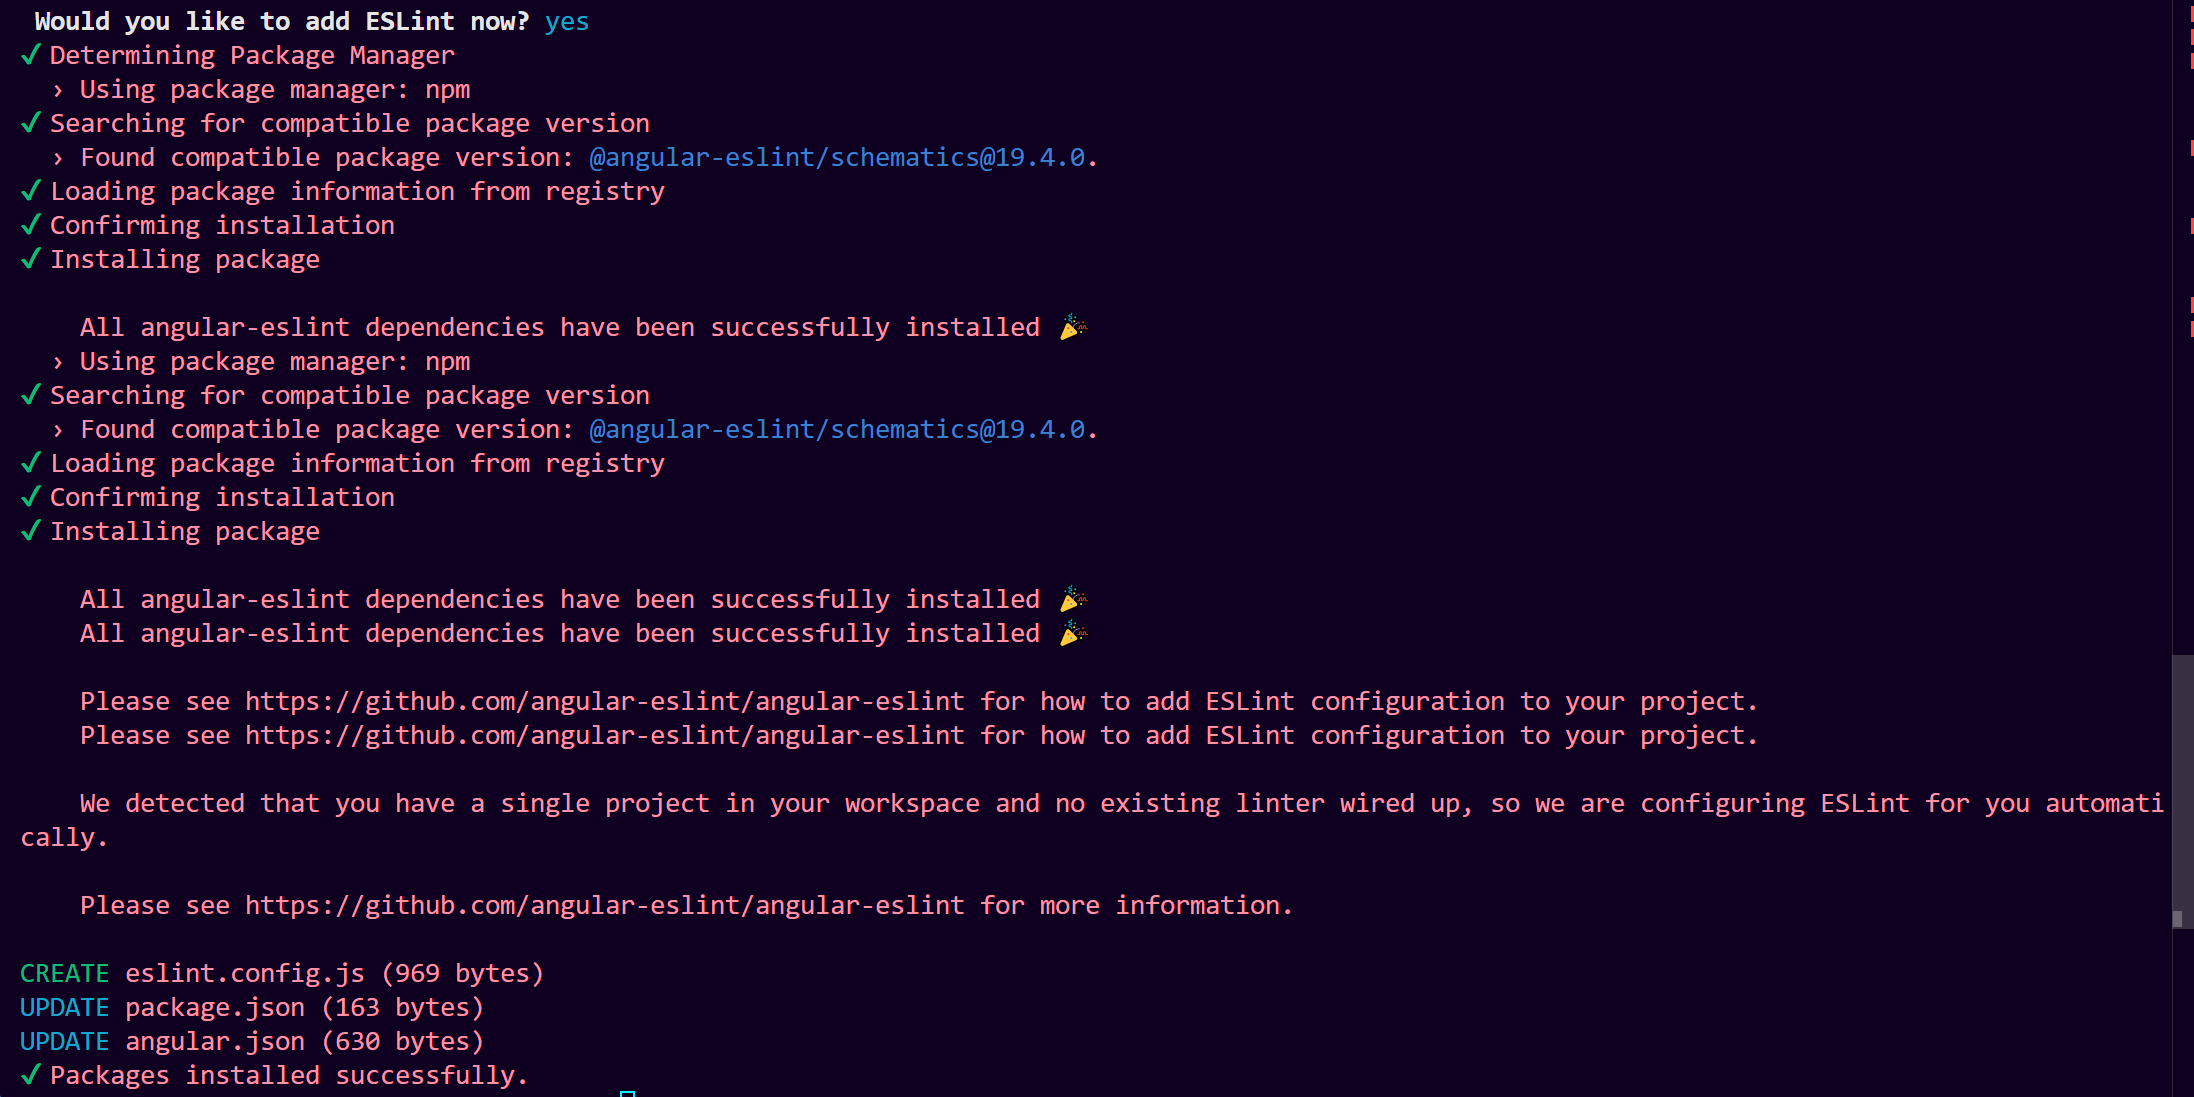 Would you like to add ESLint now? yes
✓ Determining Package Manager
› Using package manager: npm
✓ Searching for compatible package version
› Found compatible package version: @angular-eslint/schematics@19.4.0.
✓ Loading package information from registry
✓ Confirming installation
✓ Installing package
All angular-eslint dependencies have been successfully installed 🎉
› Using package manager: npm
✓ Searching for compatible package version
› Found compatible package version: @angular-eslint/schematics@19.4.0.
✓ Loading package information from registry
✓ Confirming installation
✓ Installing package
All angular-eslint dependencies have been successfully installed 🎉
All angular-eslint dependencies have been successfully installed 🎉
Please see https://github.com/angular-eslint/angular-eslint for how to add ESLint configuration to your project.
Please see https://github.com/angular-eslint/angular-eslint for how to add ESLint configuration to your project.
We detected that you have a single project in your workspace and no existing linter wired up, so we are configuring ESLint for you automati
cally.
Please see https://github.com/angular-eslint/angular-eslint for more information.
CREATE eslint.config.js (969 bytes)
UPDATE package.json (163 bytes)
UPDATE angular.json (630 bytes)
✓ Packages installed successfully.